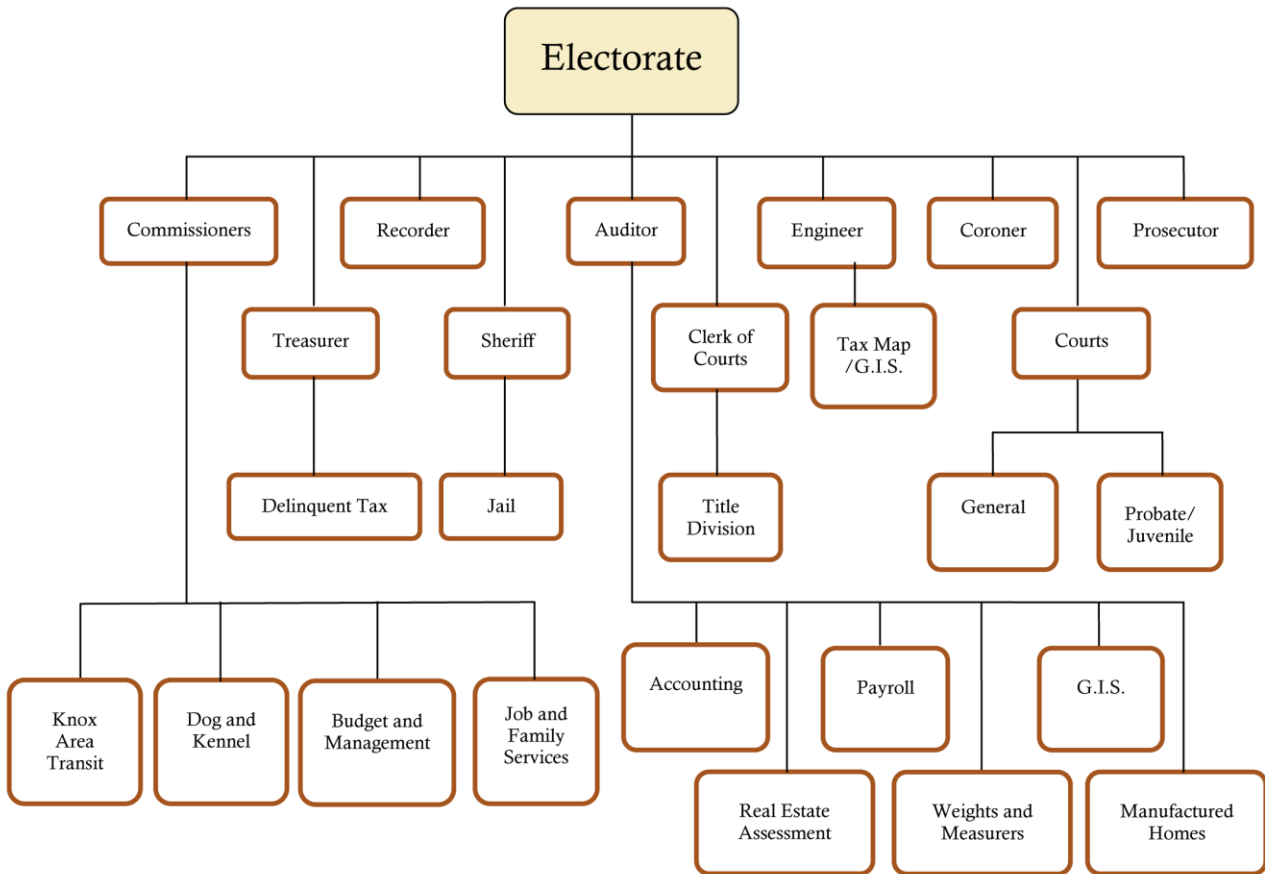 Electorate
Commissioners
Recorder
Auditor
Engineer
Coroner
Prosecutor
Treasurer
Sheriff
Clerk of
Courts
Tax Map
/G.I.S.
Courts
Delinquent Tax
Jail
Title
Division
General
Probate/
Juvenile
Knox
Area
Transit
Dog and
Kennel
Budget and
Management
Job and
Family
Services
Accounting
Payroll
G.I.S.
Real Estate
Assessment
Weights and
Measurers
Manufactured
Homes